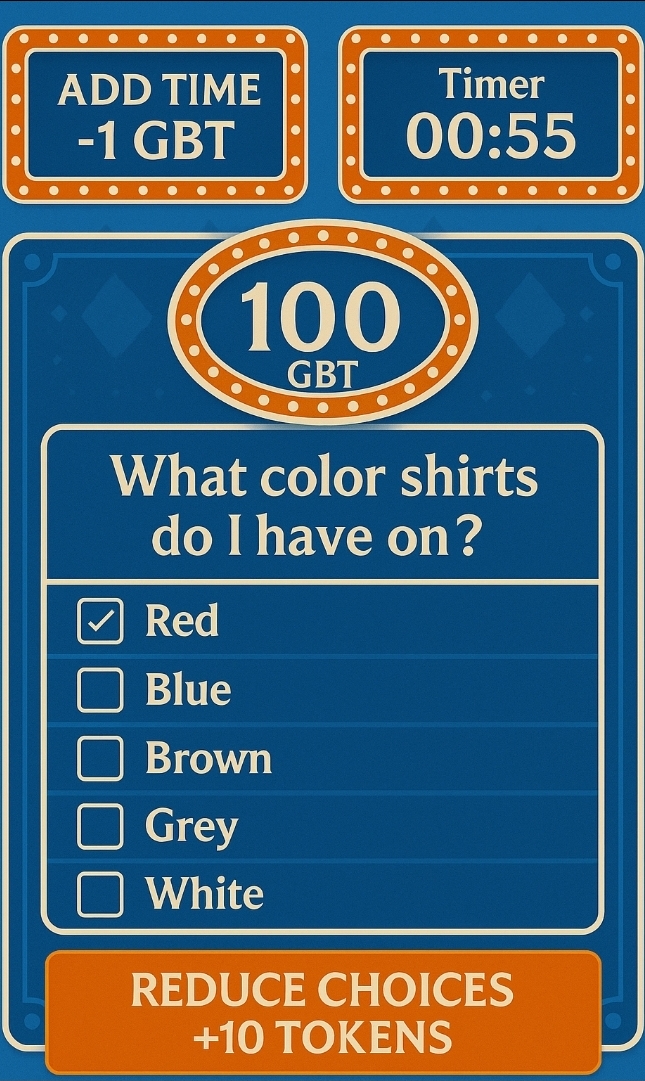 ADD TIME
-1 GBT
Timer
00:55
100
GBT
What color shirts
do I have on?
Red
Blue
Brown
Grey
White
REDUCE CHOICES
+10 TOKENS